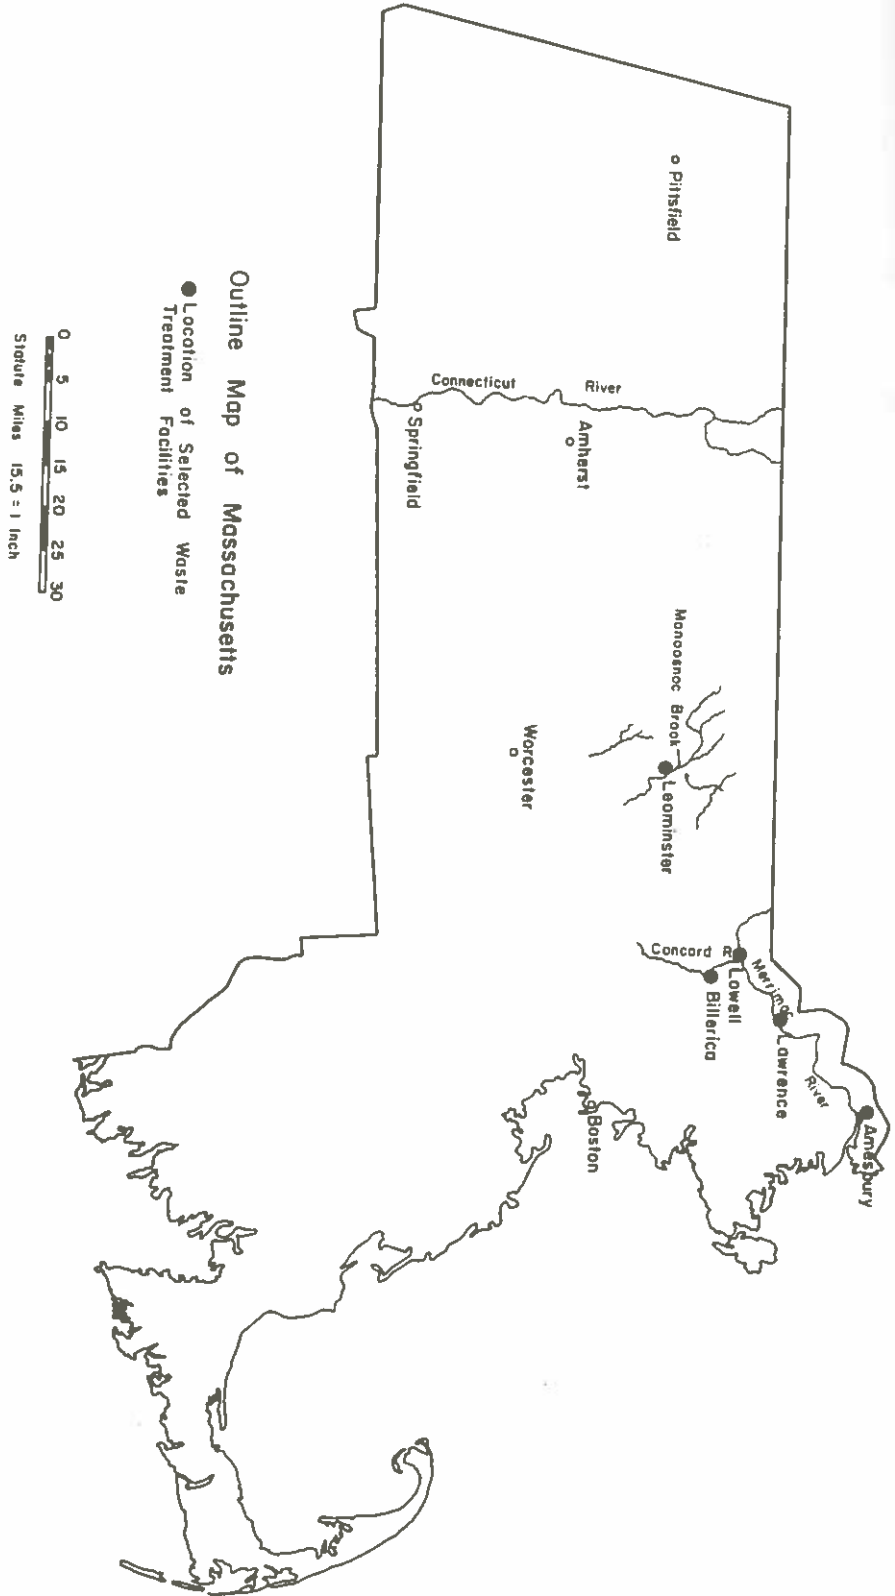 Pittsfield
Connecticut River
Springfield
Amherst
Monoosnoc Brook
Leominster
Worcester
Concord R
Lowell
Billerica
Merrimac River
Lawrence
Amesbury
Boston
Outline Map of Massachusetts
Location of Selected Waste
Treatment Facilities
0 5 10 15 20 25 30
Statute Miles 15.5 = 1 Inch